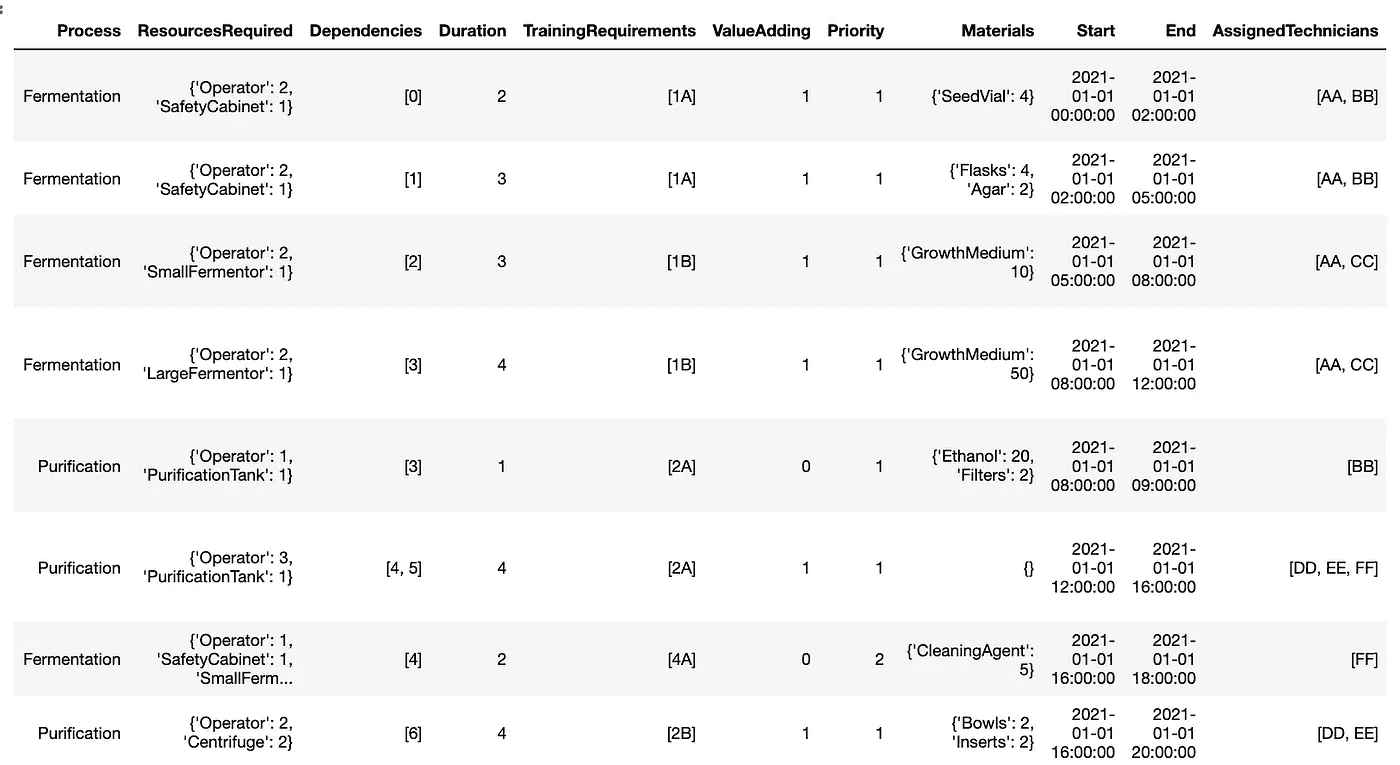 Process ResourcesRequired Dependencies Duration TrainingRequirements ValueAdding Priority Materials Start End AssignedTechnicians
Fermentation {'Operator': 2, 'SafetyCabinet': 1} [0] 2 [1A] 1 1 {'SeedVial': 4} 2021-01-01 00:00:00 2021-01-01 02:00:00 [AA, BB]
Fermentation {'Operator': 2, 'SafetyCabinet': 1} [1] 3 [1A] 1 1 {'Flasks': 4, 'Agar': 2} 2021-01-01 02:00:00 2021-01-01 05:00:00 [AA, BB]
Fermentation {'Operator': 2, 'SmallFermentor': 1} [2] 3 [1B] 1 1 {'GrowthMedium': 10} 2021-01-01 05:00:00 2021-01-01 08:00:00 [AA, CC]
Fermentation {'Operator': 2, 'LargeFermentor': 1} [3] 4 [1B] 1 1 {'GrowthMedium': 50} 2021-01-01 08:00:00 2021-01-01 12:00:00 [AA, CC]
Purification {'Operator': 1, 'PurificationTank': 1} [3] 1 [2A] 0 1 {'Ethanol': 20, 'Filters': 2} 2021-01-01 08:00:00 2021-01-01 09:00:00 [BB]
Purification {'Operator': 3, 'PurificationTank': 1} [4, 5] 4 [2A] 1 1 {} 2021-01-01 12:00:00 2021-01-01 16:00:00 [DD, EE, FF]
Fermentation {'Operator': 1, 'SafetyCabinet': 1, 'SmallFerm... [4] 2 [4A] 0 2 {'CleaningAgent': 5} 2021-01-01 16:00:00 2021-01-01 18:00:00 [FF]
Purification {'Operator': 2, 'Centrifuge': 2} [6] 4 [2B] 1 1 {'Bowls': 2, 'Inserts': 2} 2021-01-01 16:00:00 2021-01-01 20:00:00 [DD, EE]